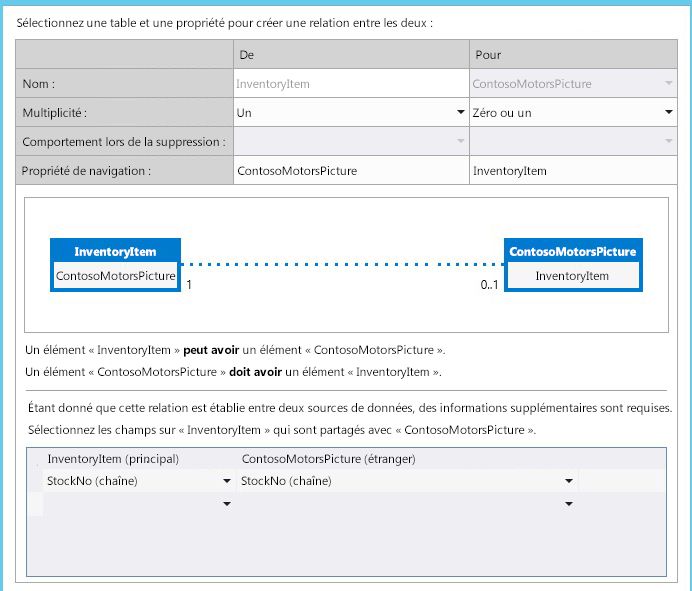 Sélectionnez une table et une propriété pour créer une relation entre les deux :
De Pour
Nom : InventoryItem ContosoMotorsPicture
Multiplicité : Un Zéro ou un
Comportement lors de la suppression :
Propriété de navigation : ContosoMotorsPicture InventoryItem
InventoryItem ContosoMotorsPicture
ContosoMotorsPicture InventoryItem
1 0..1
Un élément « InventoryItem » peut avoir un élément « ContosoMotorsPicture ».
Un élément « ContosoMotorsPicture » doit avoir un élément « InventoryItem ».
Étant donné que cette relation est établie entre deux sources de données, des informations supplémentaires sont requises.
Sélectionnez les champs sur « InventoryItem » qui sont partagés avec « ContosoMotorsPicture ».
InventoryItem (principal) ContosoMotorsPicture (étranger)
StockNo (chaîne) StockNo (chaîne)